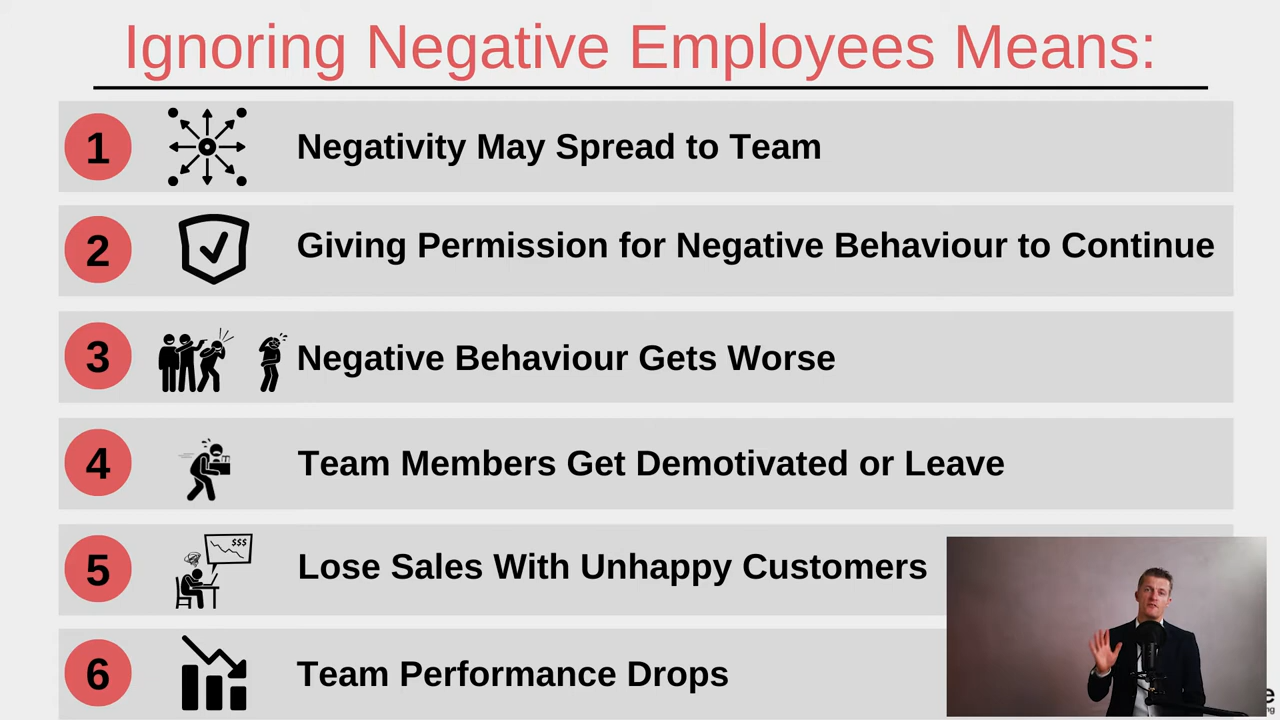 Ignoring Negative Employees Means:
1 Negativity May Spread to Team
2 Giving Permission for Negative Behaviour to Continue
3 Negative Behaviour Gets Worse
4 Team Members Get Demotivated or Leave
$$$
5 Lose Sales With Unhappy Customers
6 Team Performance Drops